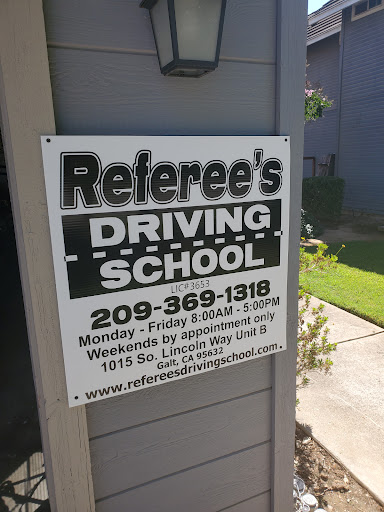 Referee's
DRIVING
SCHOOL
LIC#3653
209-369-1318
Monday - Friday 8:00AM - 5:00PM
Weekends by appointment only
1015 So. Lincoln Way Unit B
Galt, CA 95632
www.refereesdrivingschool.com